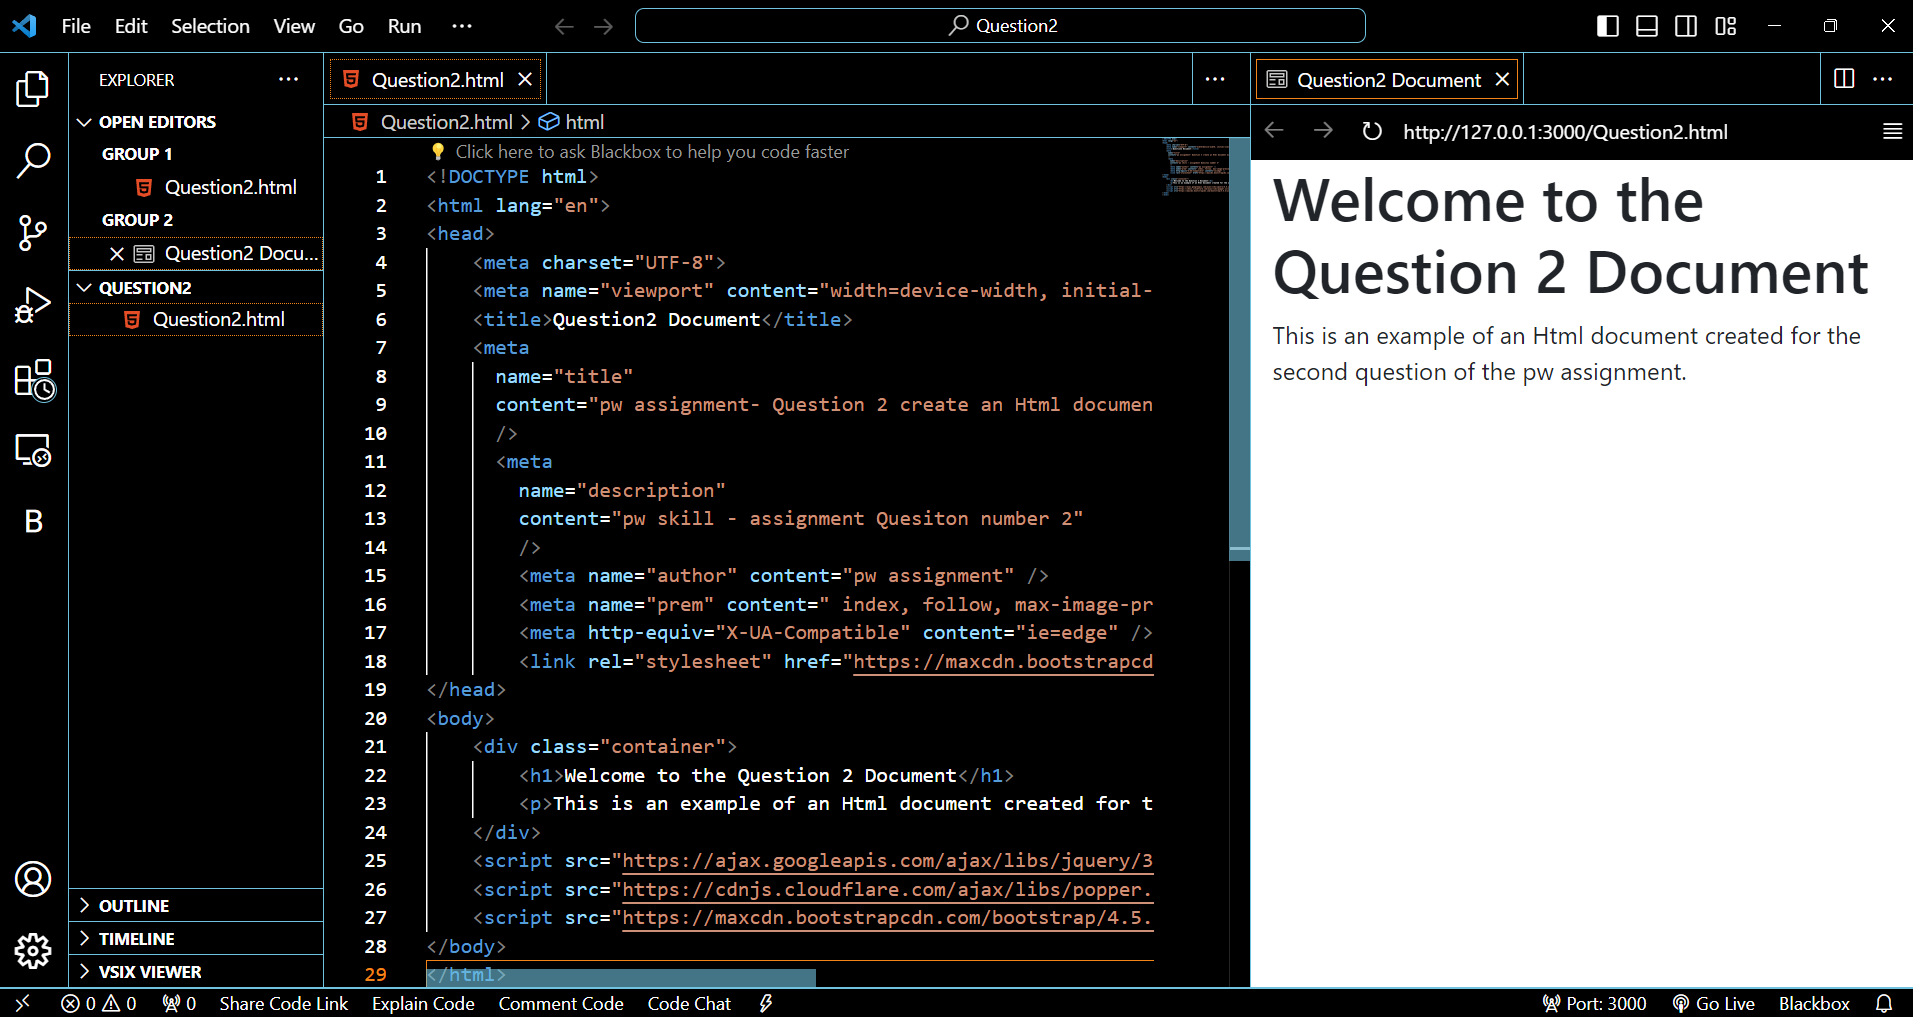 File Edit Selection View Go Run ...
Question2
EXPLORER ...
OPEN EDITORS
GROUP 1
Question2.html
GROUP 2
Question2 Docu...
QUESTION2
Question2.html
OUTLINE
TIMELINE
VSIX VIEWER
Question2.html
Question2.html > html
Click here to ask Blackbox to help you code faster
1 <!DOCTYPE html>
2 <html lang="en">
3 <head>
4 <meta charset="UTF-8">
5 <meta name="viewport" content="width=device-width, initial-
6 <title>Question2 Document</title>
7 <meta
8 name="title"
9 content="pw assignment- Question 2 create an Html documen
10 />
11 <meta
12 name="description"
13 content="pw skill - assignment Quesiton number 2"
14 />
15 <meta name="author" content="pw assignment" />
16 <meta name="prem" content=" index, follow, max-image-pr
17 <meta http-equiv="X-UA-Compatible" content="ie=edge" />
18 <link rel="stylesheet" href="https://maxcdn.bootstrapcd
19 </head>
20 <body>
21 <div class="container">
22 <h1>Welcome to the Question 2 Document</h1>
23 <p>This is an example of an Html document created for t
24 </div>
25 <script src="https://ajax.googleapis.com/ajax/libs/jquery/3
26 <script src="https://cdnjs.cloudflare.com/ajax/libs/popper.
27 <script src="https://maxcdn.bootstrapcdn.com/bootstrap/4.5.
28 </body>
29 </html>
Question2 Document
http://127.0.0.1:3000/Question2.html
Welcome to the
Question 2 Document
This is an example of an Html document created for the
second question of the pw assignment.
0 0 0 Share Code Link Explain Code Comment Code Code Chat Port: 3000 Go Live Blackbox